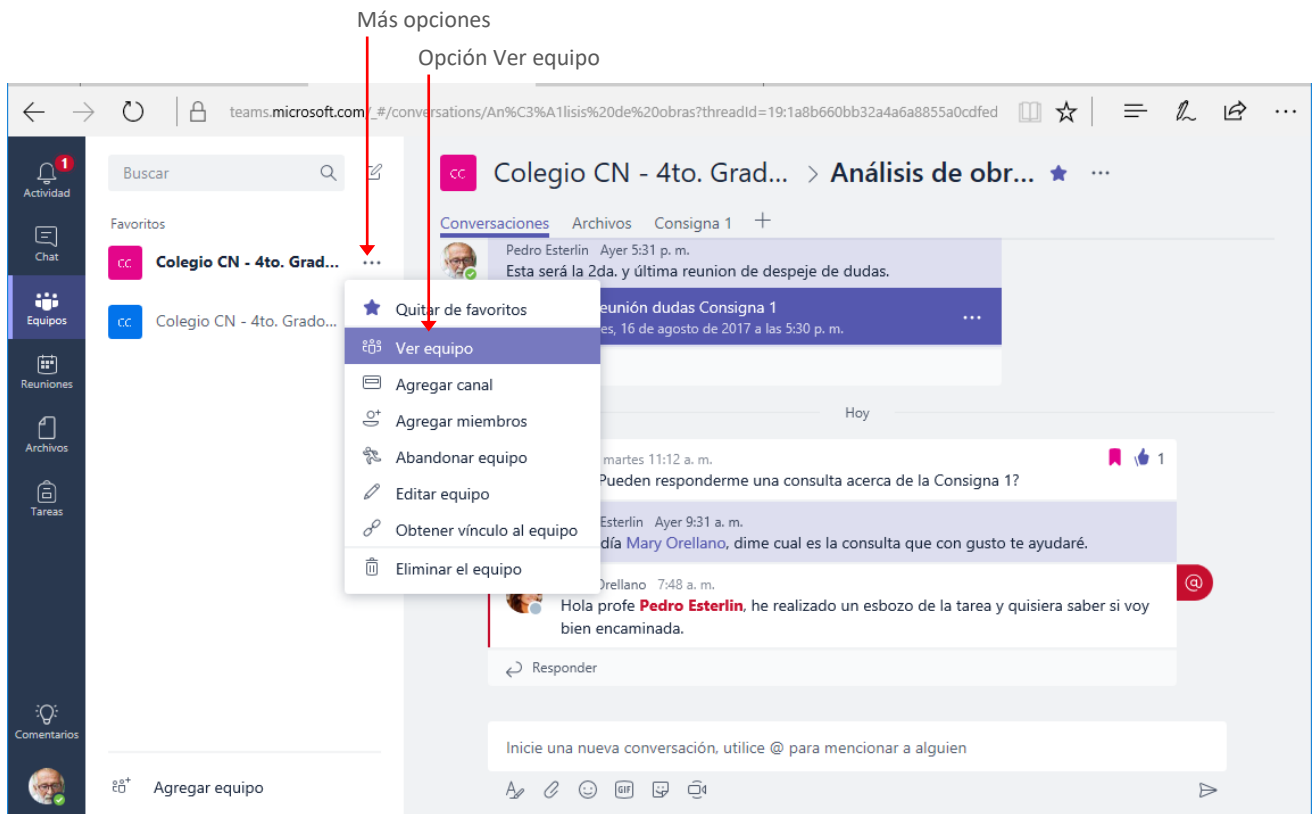 Más opciones
Opción Ver equipo
teams.microsoft.com/_#/conversations/An%C3%A1lisis%20de%20obras?threadId=19:1a8b660bb32a4a6a8855a0cdfed
1
Actividad
Chat
Equipos
Reuniones
Archivos
Tareas
Comentarios
Buscar
Favoritos
CC Colegio CN - 4to. Grad... ...
CC Colegio CN - 4to. Grado...
Agregar equipo
Quitar de favoritos
Ver equipo
Agregar canal
Agregar miembros
Abandonar equipo
Editar equipo
Obtener vínculo al equipo
Eliminar el equipo
CC Colegio CN - 4to. Grad... > Análisis de obr... ...
Conversaciones Archivos Consigna 1 +
Pedro Esterlin Ayer 5:31 p. m.
Esta será la 2da. y última reunion de despeje de dudas.
eunión dudas Consigna 1
es, 16 de agosto de 2017 a las 5:30 p. m.
...
Hoy
martes 11:12 a. m.
1
Pueden responderme una consulta acerca de la Consigna 1?
Esterlin Ayer 9:31 a. m.
día Mary Orellano, dime cual es la consulta que con gusto te ayudaré.
Orellano 7:48 a. m.
@
Hola profe Pedro Esterlin, he realizado un esbozo de la tarea y quisiera saber si voy
bien encaminada.
Responder
Inicie una nueva conversación, utilice @ para mencionar a alguien
GIF